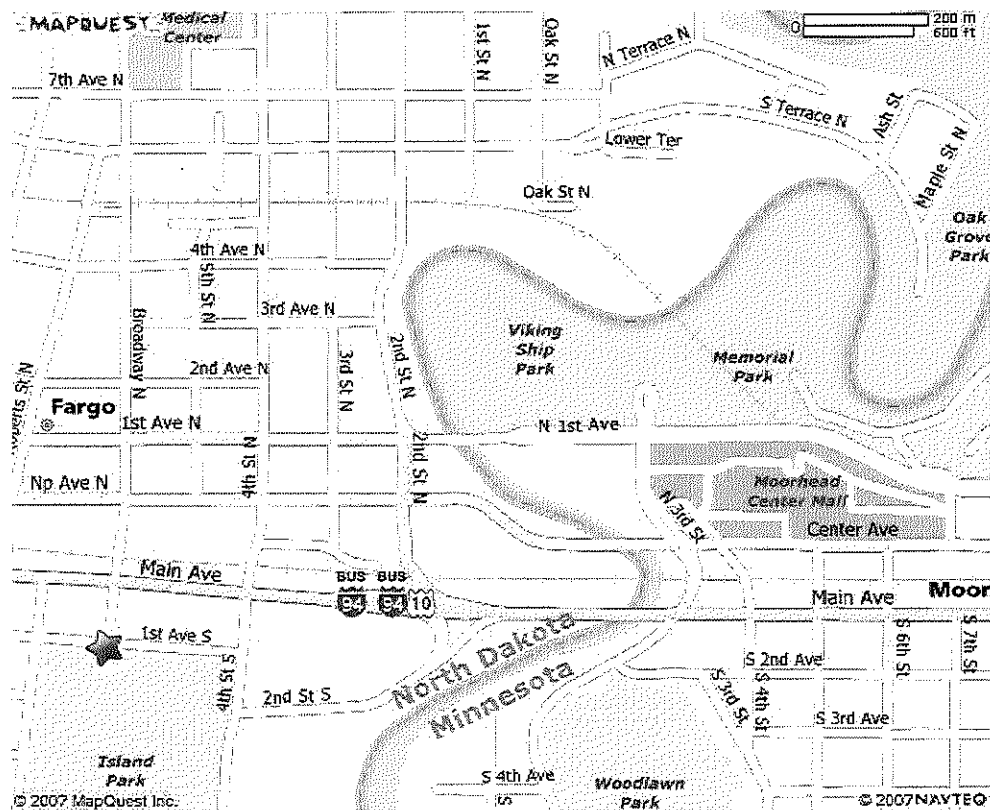 MAPQUEST
Medical
Center
200 m
0
600 ft
1st St N
Oak St N
N Terrace N
7th Ave N
S Terrace N
Ash St
Lower Ter
Maple St N
Oak St N
Oak
Grove
Park
4th Ave N
5th St N
3rd Ave N
Broadway N
Viking
Ship
Park
Memorial
Park
2nd St N
3rd St N
2nd Ave N
Fargo
1st Ave N
N 1st Ave
4th St N
2nd St N
Np Ave N
Moorhead
Center Mall
N 3rd St
Center Ave
Main Ave
BUS
BUS
94
94
10
Main Ave
Moor
1st Ave S
North Dakota
Minnesota
S 6th St
S 7th St
S 2nd Ave
4th St S
2nd St S
S 3rd St
S 4th St
S 3rd Ave
Island
Park
S 4th Ave
Woodlawn
Park
© 2007 MapQuest Inc.
© 2007 NAVTEQ